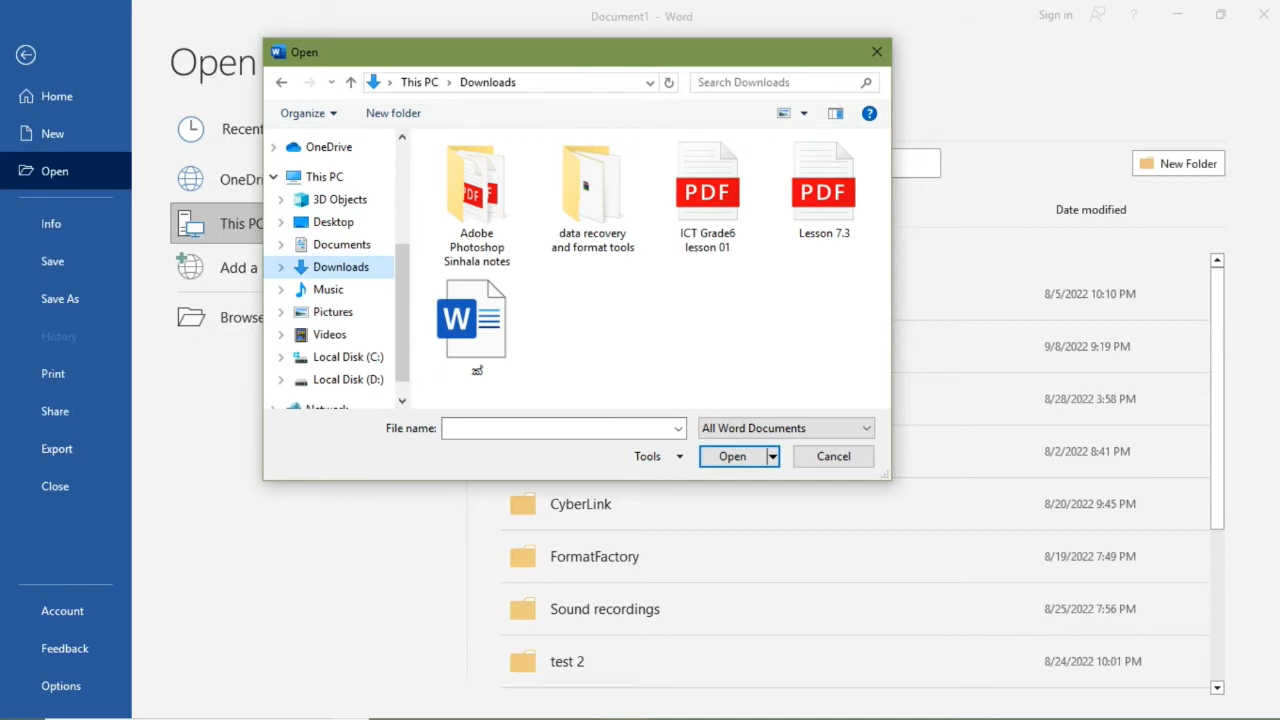 Document1 - Word
Sign in
?
Home
New
Open
Info
Save
Save As
History
Print
Share
Export
Close
Account
Feedback
Options
Open
Recent
OneDri
This PC
Add a
Browse
Open
This PC > Downloads
Search Downloads
Organize
New folder
?
OneDrive
This PC
3D Objects
Desktop
Documents
Downloads
Music
Pictures
Videos
Local Disk (C:)
Local Disk (D:)
Network
PDF
Adobe
Photoshop
Sinhala notes
data recovery
and format tools
PDF
ICT Grade6
lesson 01
PDF
Lesson 7.3
W
ක්
File name:
All Word Documents
Tools
Open
Cancel
New Folder
Date modified
8/5/2022 10:10 PM
9/8/2022 9:19 PM
8/28/2022 3:58 PM
8/2/2022 8:41 PM
CyberLink
8/20/2022 9:45 PM
FormatFactory
8/19/2022 7:49 PM
Sound recordings
8/25/2022 7:56 PM
test 2
8/24/2022 10:01 PM